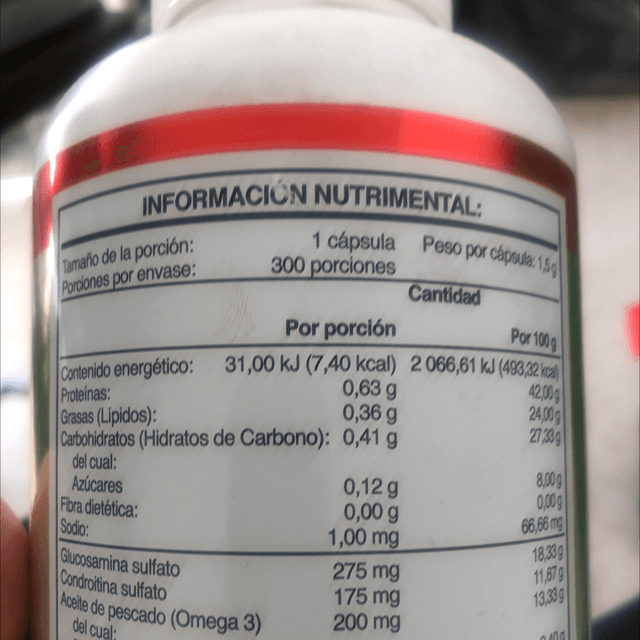 INFORMACIÓN NUTRIMENTAL:
Tamaño de la porción: 1 cápsula Peso por cápsula: 1,5 g
Porciones por envase: 300 porciones
Cantidad
Por porción Por 100 g
Contenido energético: 31,00 kJ (7,40 kcal) 2 066,61 kJ (493,32 kcal)
Proteínas: 0,63 g 42,00 g
Grasas (Lípidos): 0,36 g 24,00 g
Carbohidratos (Hidratos de Carbono): 0,41 g 27,33 g
del cual:
Azúcares 0,12 g 8,00 g
Fibra dietética: 0,00 g 0,00 g
Sodio: 1,00 mg 66,66 mg
Glucosamina sulfato 275 mg 18,33 g
Condroitina sulfato 175 mg 11,67 g
Aceite de pescado (Omega 3) 200 mg 13,33 g
del cual: